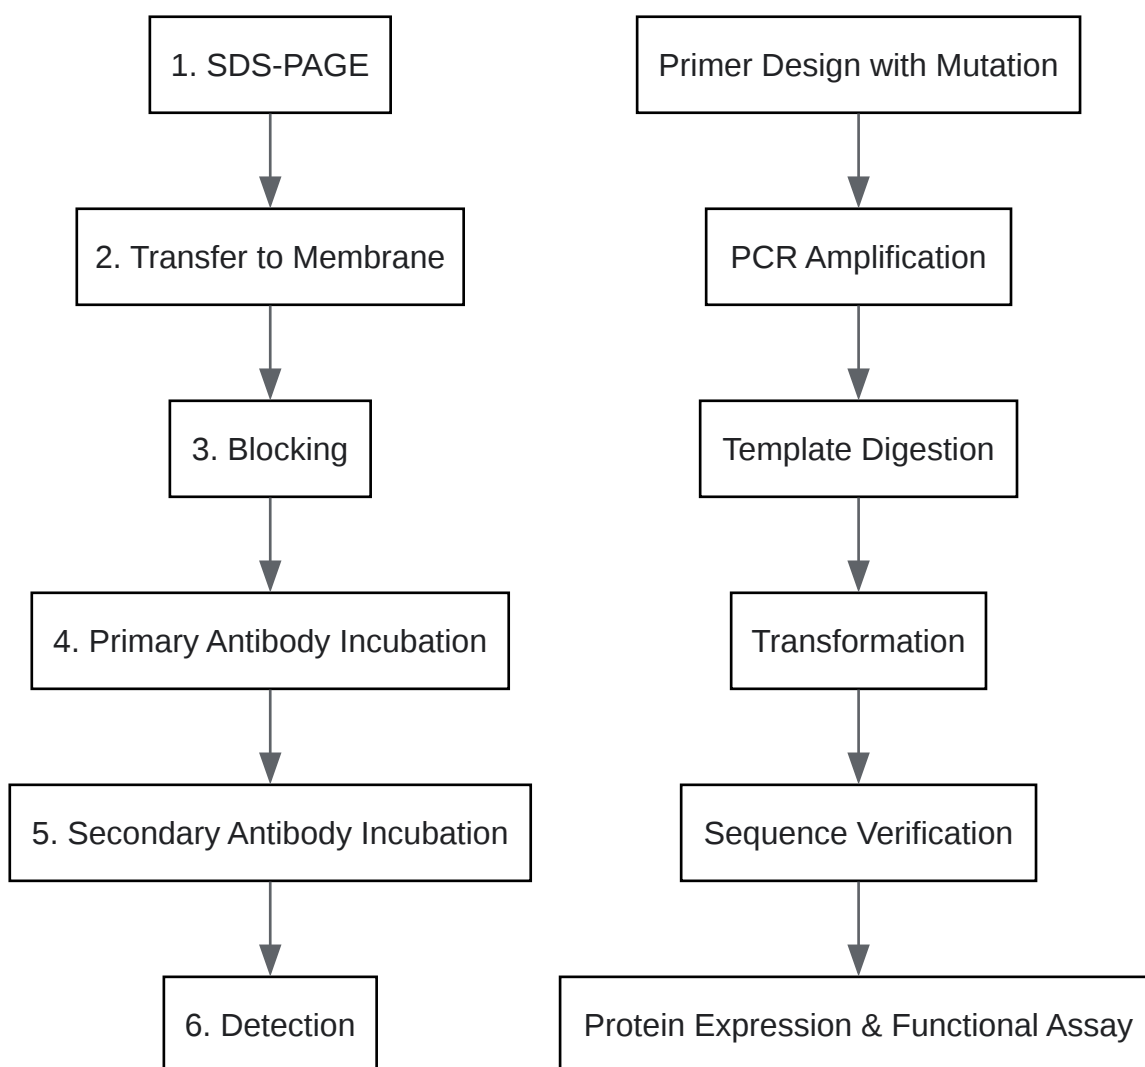 1. SDS-PAGE
2. Transfer to Membrane
3. Blocking
4. Primary Antibody Incubation
5. Secondary Antibody Incubation
6. Detection
Primer Design with Mutation
PCR Amplification
Template Digestion
Transformation
Sequence Verification
Protein Expression & Functional Assay